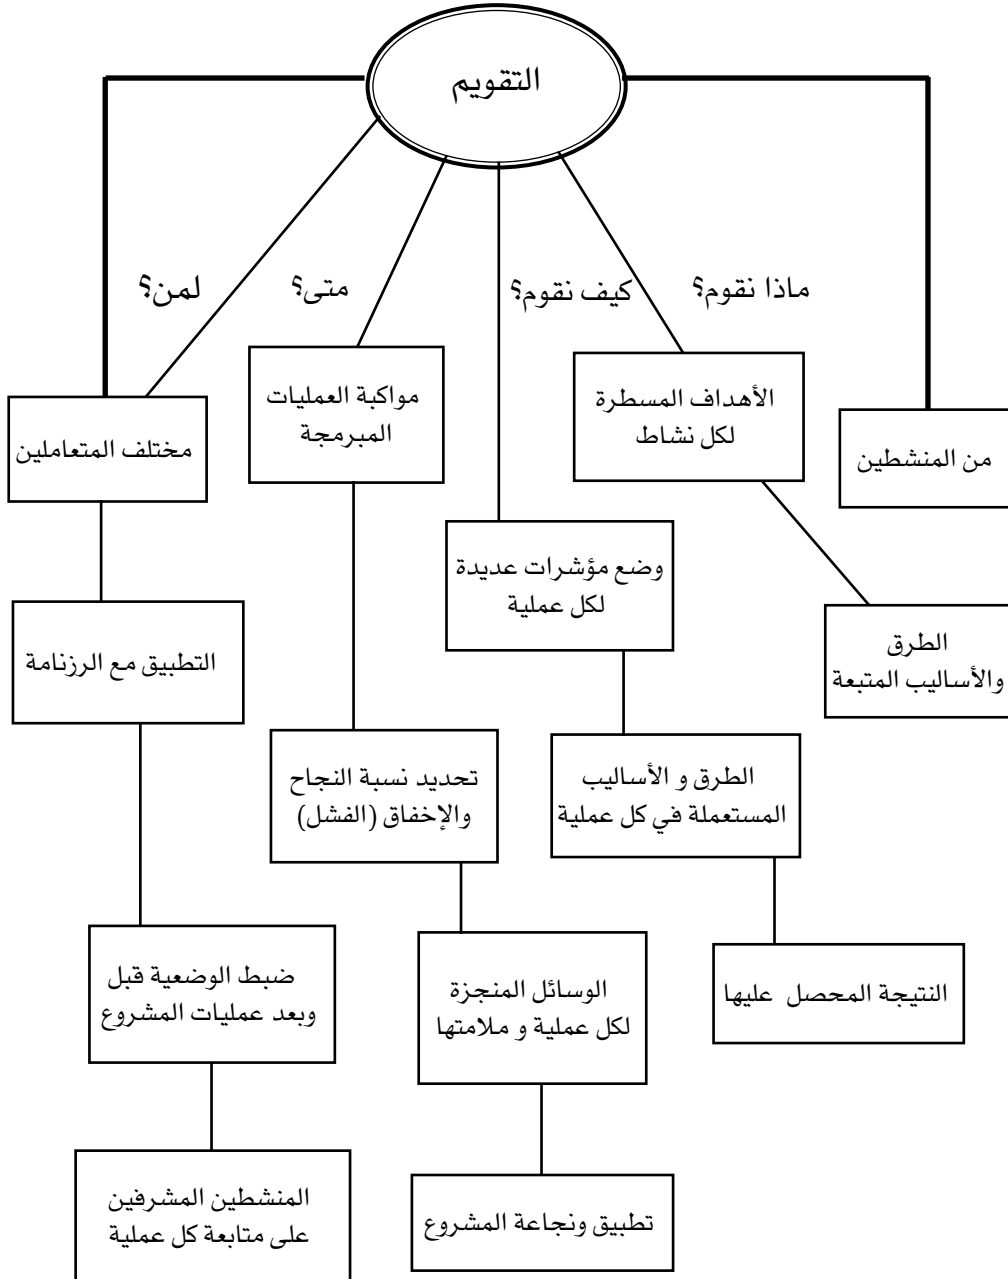 التقويم
ماذا نقوم؟
كيف نقوم؟
متى؟
لمن؟
من المنشطين
الأهداف المسطرة
لكل نشاط
مواكبة العمليات
المبرمجة
مختلف المتعاملين
وضع مؤشرات عديدة
لكل عملية
الطرق
والأساليب المتبعة
التطبيق مع الرزنامة
الطرق و الأساليب
المستعملة في كل عملية
تحديد نسبة النجاح
والإخفاق (الفشل)
النتيجة المحصل عليها
الوسائل المنجزة
لكل عملية و ملامتها
ضبط الوضعية قبل
وبعد عمليات المشروع
تطبيق ونجاعة المشروع
المنشطين المشرفين
على متابعة كل عملية